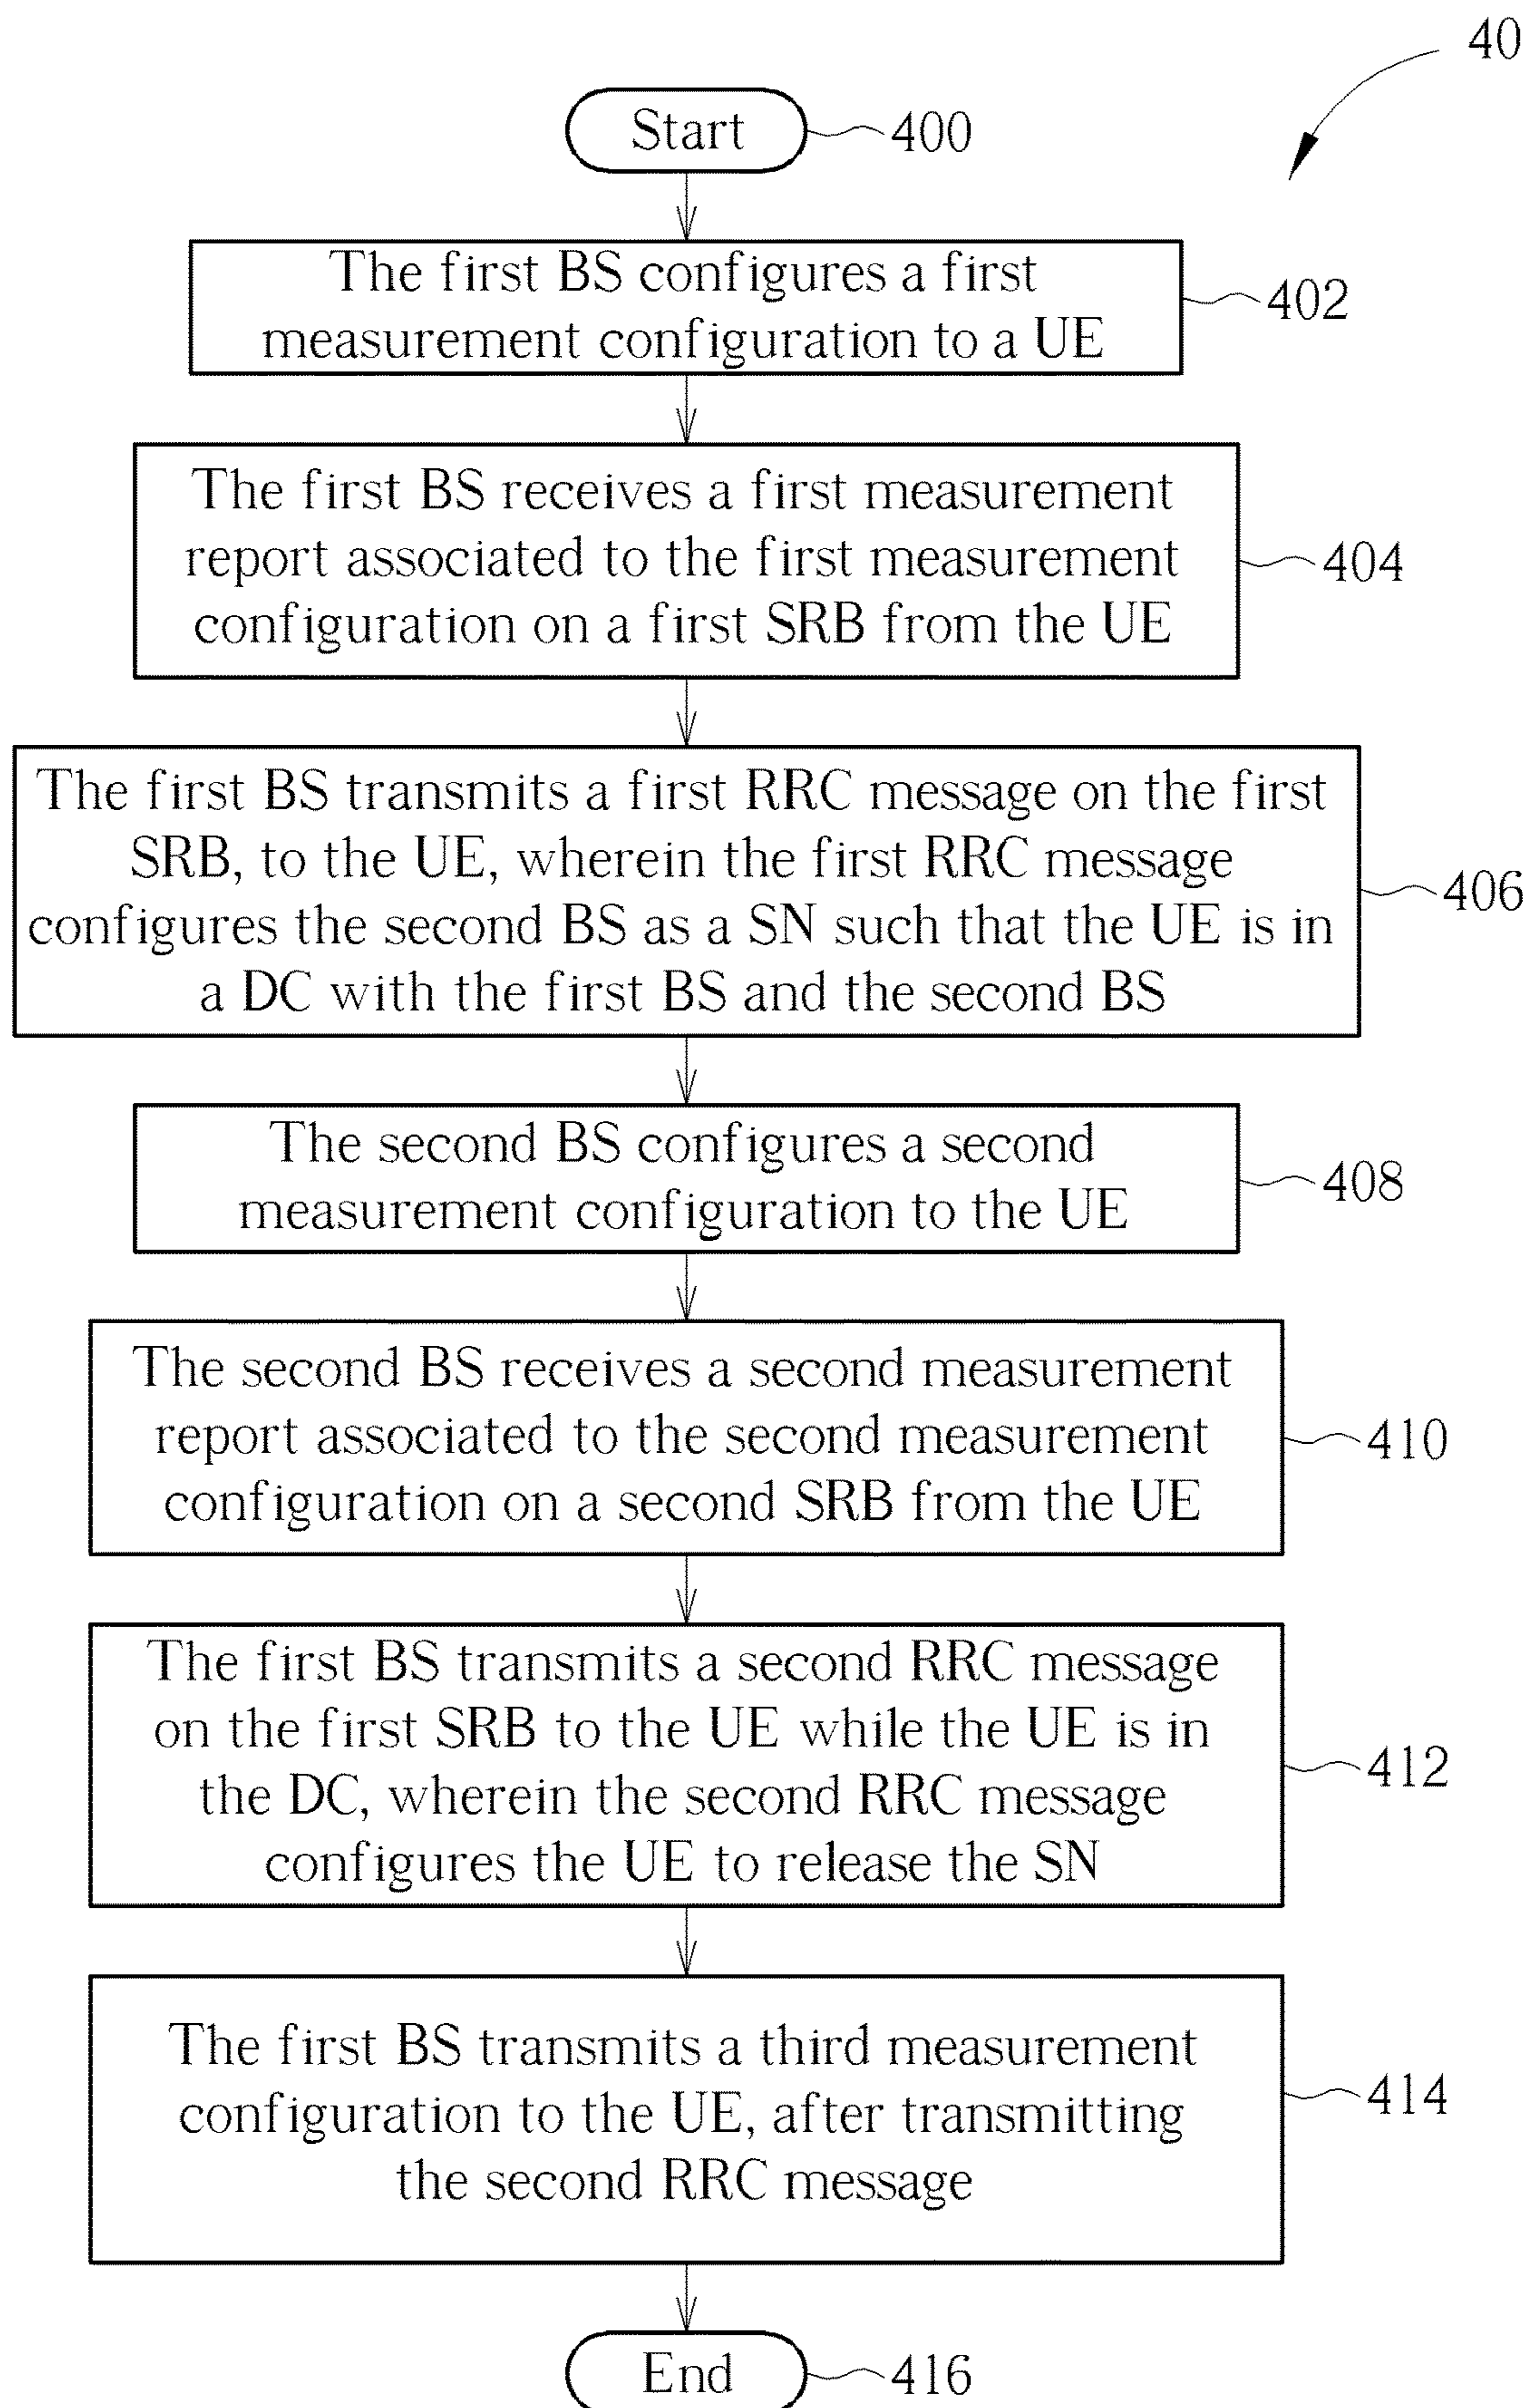 40
Start
400
The first BS configures a first
measurement configuration to a UE
402
The first BS receives a first measurement
report associated to the first measurement
configuration on a first SRB from the UE
404
The first BS transmits a first RRC message on the first
SRB, to the UE, wherein the first RRC message
configures the second BS as a SN such that the UE is in
a DC with the first BS and the second BS
406
The second BS configures a second
measurement configuration to the UE
408
The second BS receives a second measurement
report associated to the second measurement
configuration on a second SRB from the UE
410
The first BS transmits a second RRC message
on the first SRB to the UE while the UE is in
the DC, wherein the second RRC message
configures the UE to release the SN
412
The first BS transmits a third measurement
configuration to the UE, after transmitting
the second RRC message
414
End
416